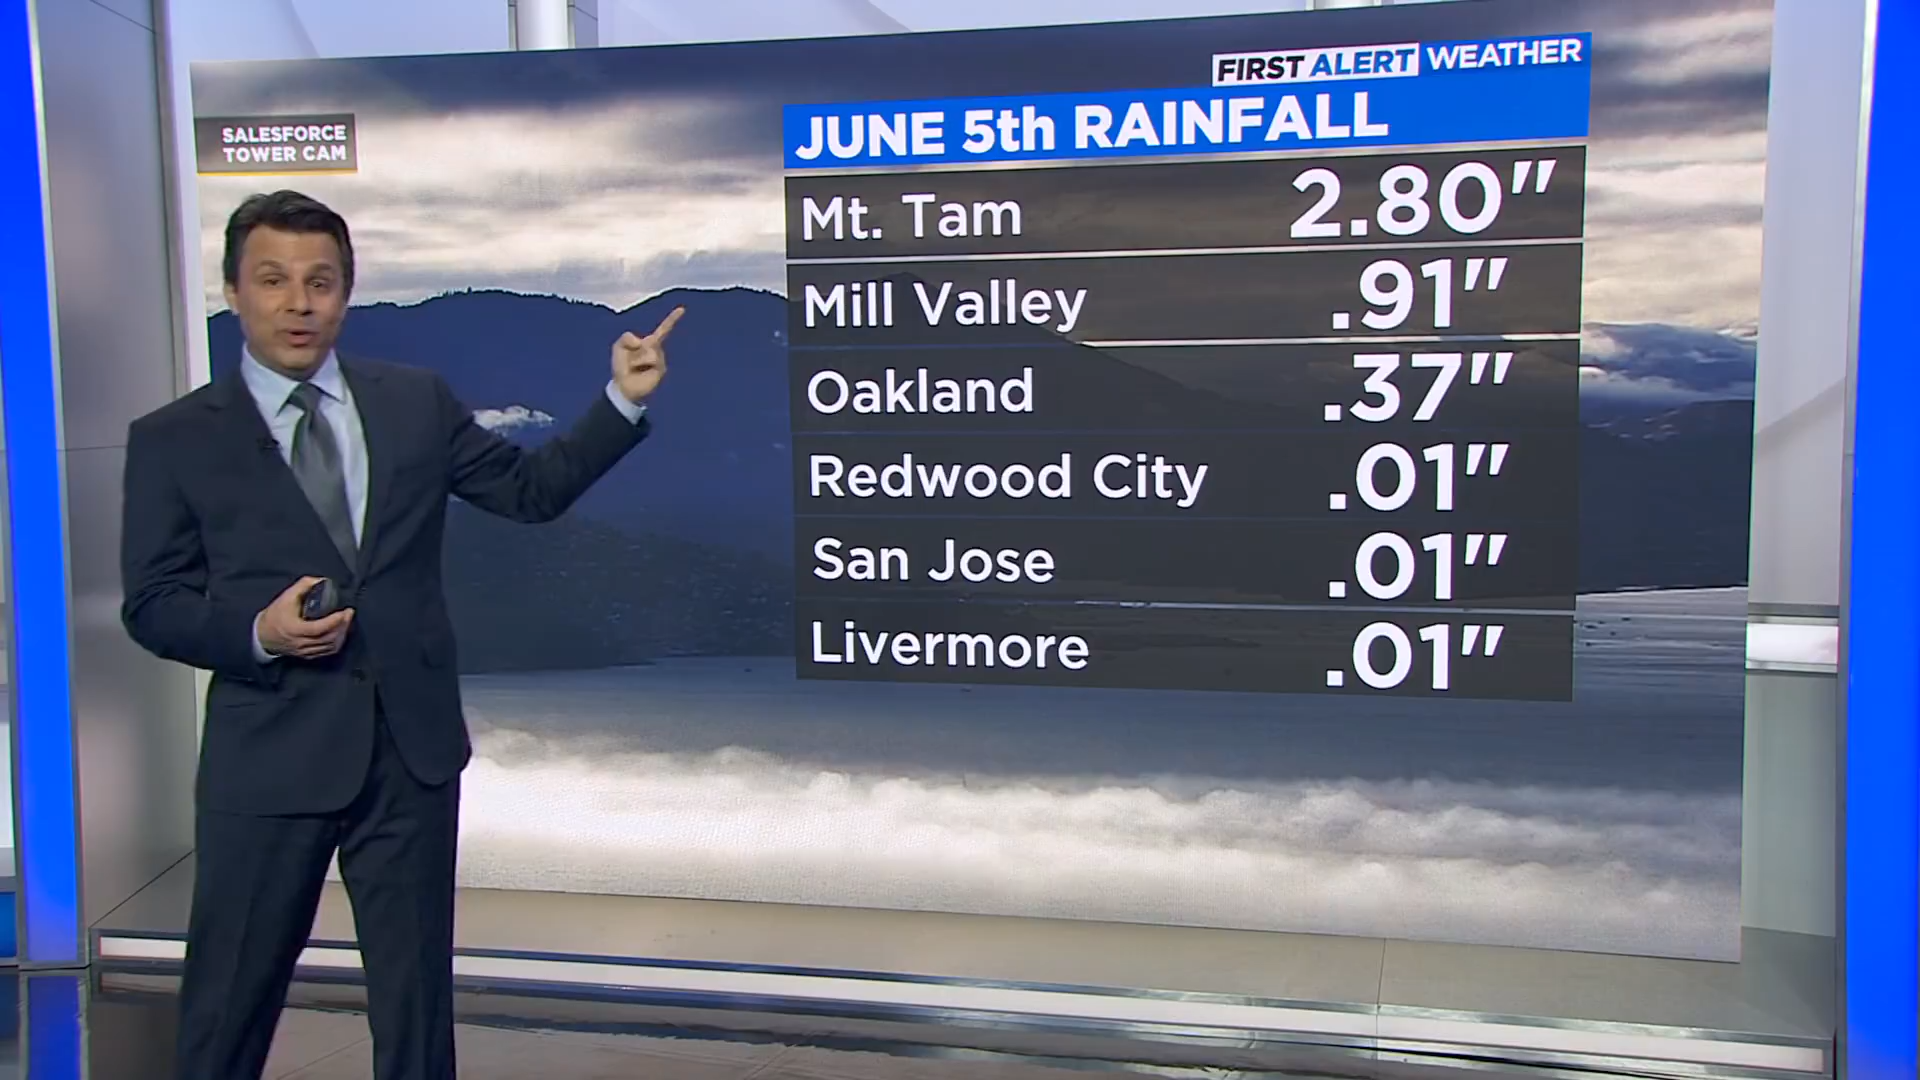 FIRST ALERT WEATHER
SALESFORCE
TOWER CAM
JUNE 5th RAINFALL
Mt. Tam 2.80"
Mill Valley .91"
Oakland .37"
Redwood City .01"
San Jose .01"
Livermore .01"